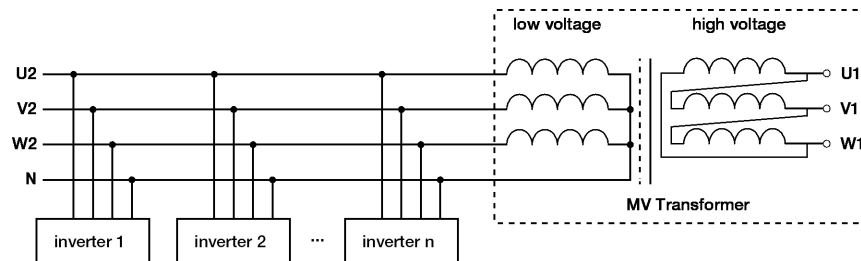 low voltage high voltage
U2 U1
V2 V1
W2 W1
N
MV Transformer
inverter 1 inverter 2 ... inverter n